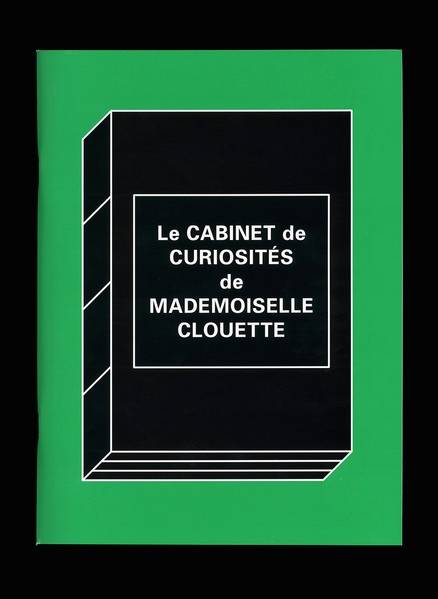 Le CABINET de
CURIOSITÉS
de
MADEMOISELLE
CLOUETTE